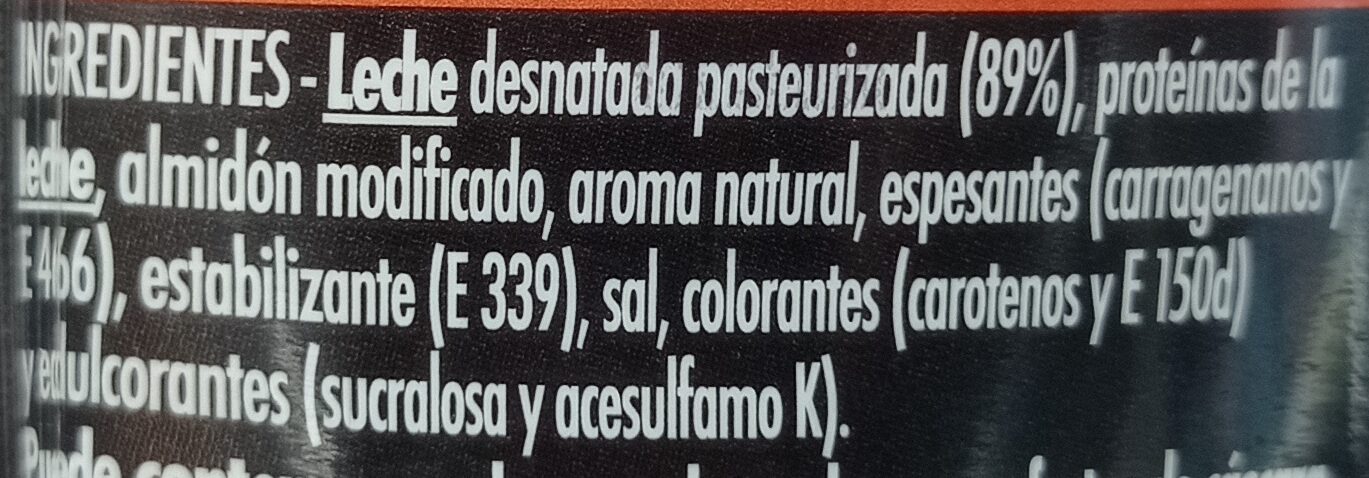 INGREDIENTES - Leche desnatada pasteurizada (89%), proteínas de la
leche, almidón modificado, aroma natural, espesantes (carragenanos y
E 466), estabilizante (E 339), sal, colorantes (carotenos y E 150d)
y edulcorantes (sucralosa y acesulfamo K).
Puede